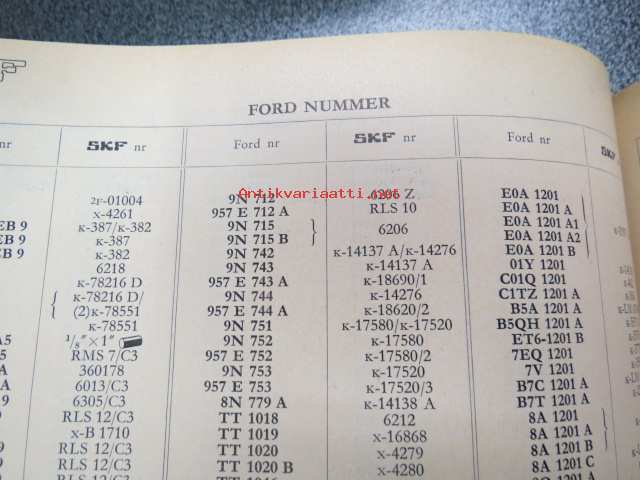 FORD NUMMER
nr SKF nr Ford nr SKF nr Ford nr SKF
2F-01004 9N 712 6206 Z E0A 1201
Antikvariaatti.com
X-4261 957 E 712 A RLS 10 E0A 1201 A
EB 9 K-387/K-382 9N 715 E0A 1201 A1
B 9 K-387 9N 715 B 6206 E0A 1201 A2
EB 9 K-382 9N 742 K-14137 A/K-14276 E0A 1201 B
6218 9N 743 K-14137 A 01Y 1201
K-78216 D 957 E 743 A K-18690/1 C01Q 1201
K-78216 D/ 9N 744 K-14276 C1TZ 1201 A
(2)K-78551 957 E 744 A K-18620/2 B5A 1201 A
K-78551 9N 751 K-17580/K-17520 B5QH 1201 A
A5 1/8"×1" 9N 752 K-17580 ET6-1201 B
RMS 7/C3 957 E 752 K-17580/2 7EQ 1201
A 360178 9N 753 K-17520 7V 1201
A 6013/C3 957 E 753 K-17520/3 B7C 1201 A
9 6305/C3 8N 779 A K-14138 A B7T 1201 A
RLS 12/C3 TT 1018 6212 8A 1201
X-B 1710 TT 1019 X-16868 8A 1201 A
9 RLS 12/C3 TT 1020 X-4279 8A 1201 B
RLS 12/C3 TT 1020 B X-4280 8A 1201 C